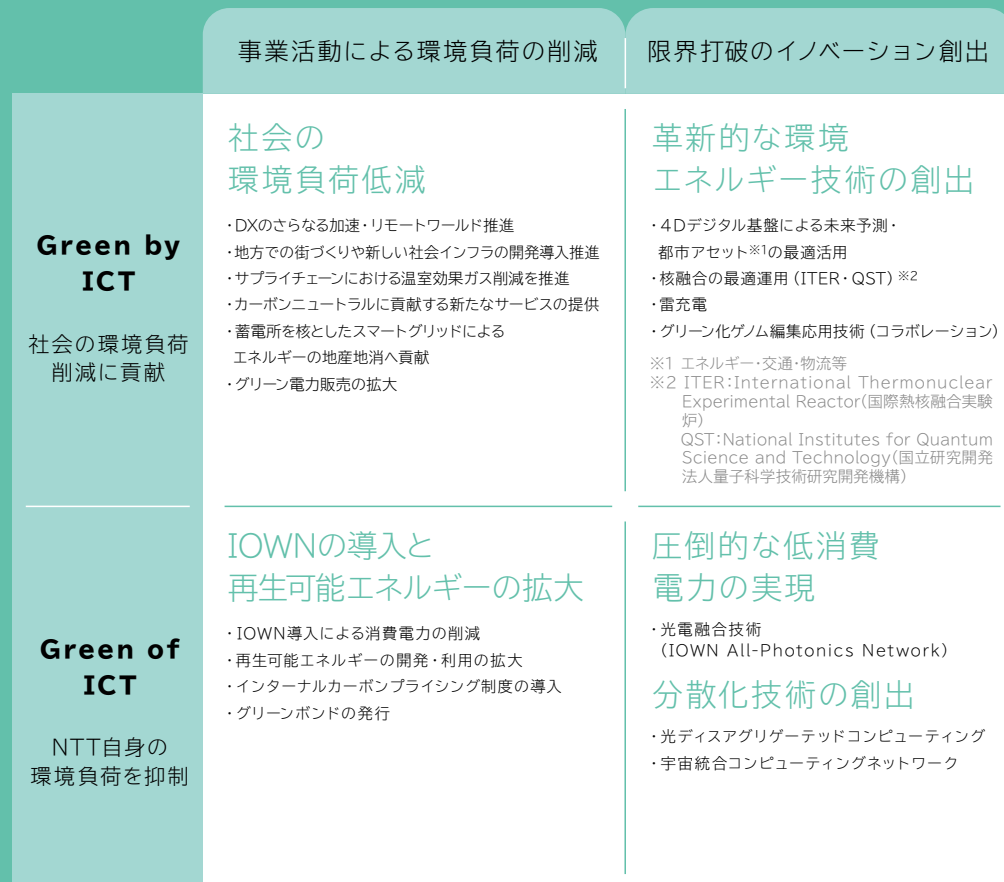 事業活動による環境負荷の削減
限界打破のイノベーション創出
Green by
ICT
社会の環境負荷
削減に貢献
社会の
環境負荷低減
・DXのさらなる加速・リモートワールド推進
・地方での街づくりや新しい社会インフラの開発導入推進
・サプライチェーンにおける温室効果ガス削減を推進
・カーボンニュートラルに貢献する新たなサービスの提供
・蓄電所を核としたスマートグリッドによる
エネルギーの地産地消へ貢献
・グリーン電力販売の拡大
革新的な環境
エネルギー技術の創出
・4Dデジタル基盤による未来予測・
都市アセット※1の最適活用
・核融合の最適運用（ITER・QST）※2
・雷充電
・グリーン化ゲノム編集応用技術（コラボレーション）
※1 エネルギー・交通・物流等
※2 ITER：International Thermonuclear
Experimental Reactor（国際熱核融合実験
炉）
QST：National Institutes for Quantum
Science and Technology（国立研究開発
法人量子科学技術研究開発機構）
Green of
ICT
NTT自身の
環境負荷を抑制
IOWNの導入と
再生可能エネルギーの拡大
・IOWN導入による消費電力の削減
・再生可能エネルギーの開発・利用の拡大
・インターナルカーボンプライシング制度の導入
・グリーンボンドの発行
圧倒的な低消費
電力の実現
・光電融合技術
（IOWN All-Photonics Network）
分散化技術の創出
・光ディスアグリゲーテッドコンピューティング
・宇宙統合コンピューティングネットワーク